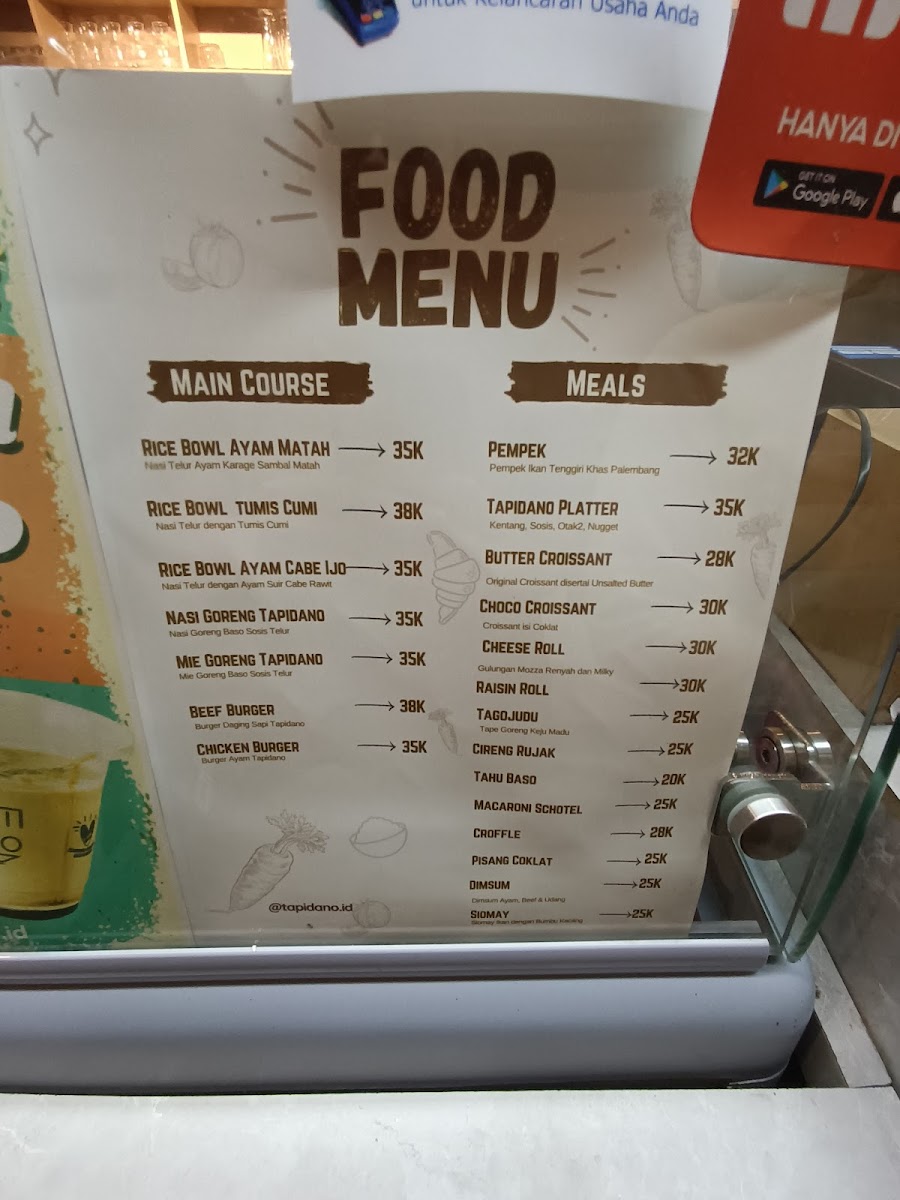 untuk Kelancaran Usaha Anda
HANYA DI
GET IT ON
Google Play
FOOD
MENU
MAIN COURSE
RICE BOWL AYAM MATAH 35K
Nasi Telur Ayam Karage Sambal Matah
RICE BOWL TUMIS CUMI 38K
Nasi Telur dengan Tumis Cumi
RICE BOWL AYAM CABE IJO 35K
Nasi Telur dengan Ayam Suir Cabe Rawit
NASI GORENG TAPIDANO 35K
Nasi Goreng Baso Sosis Telur
MIE GORENG TAPIDANO 35K
Mie Goreng Baso Sosis Telur
BEEF BURGER 38K
Burger Daging Sapi Tapidano
CHICKEN BURGER 35K
Burger Ayam Tapidano
@tapidano.id
MEALS
PEMPEK 32K
Pempek Ikan Tenggiri Khas Palembang
TAPIDANO PLATTER 35K
Kentang, Sosis, Otak2, Nugget
BUTTER CROISSANT 28K
Original Croissant disertai Unsalted Butter
CHOCO CROISSANT 30K
Croissant isi Coklat
CHEESE ROLL 30K
Gulungan Mozza Renyah dan Milky
RAISIN ROLL 30K
TAGOJUDU 25K
Tape Goreng Keju Madu
CIRENG RUJAK 25K
TAHU BASO 20K
MACARONI SCHOTEL 25K
CROFFLE 28K
PISANG COKLAT 25K
DIMSUM 25K
Dimsum Ayam, Beef & Udang
SIOMAY 25K
Siomay Ikan dengan Bumbu Kacang
.id